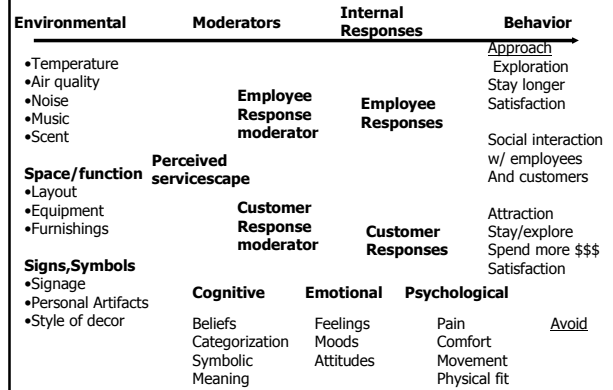 Environmental Moderators Internal Responses Behavior
•Temperature
•Air quality
•Noise
•Music
•Scent
Space/function
•Layout
•Equipment
•Furnishings
Signs,Symbols
•Signage
•Personal Artifacts
•Style of decor
Perceived
servicescape
Employee
Response
moderator
Customer
Response
moderator
Employee
Responses
Customer
Responses
Approach
Exploration
Stay longer
Satisfaction
Social interaction
w/ employees
And customers
Attraction
Stay/explore
Spend more $$$
Satisfaction
Cognitive
Beliefs
Categorization
Symbolic
Meaning
Emotional
Feelings
Moods
Attitudes
Psychological
Pain
Comfort
Movement
Physical fit
Avoid